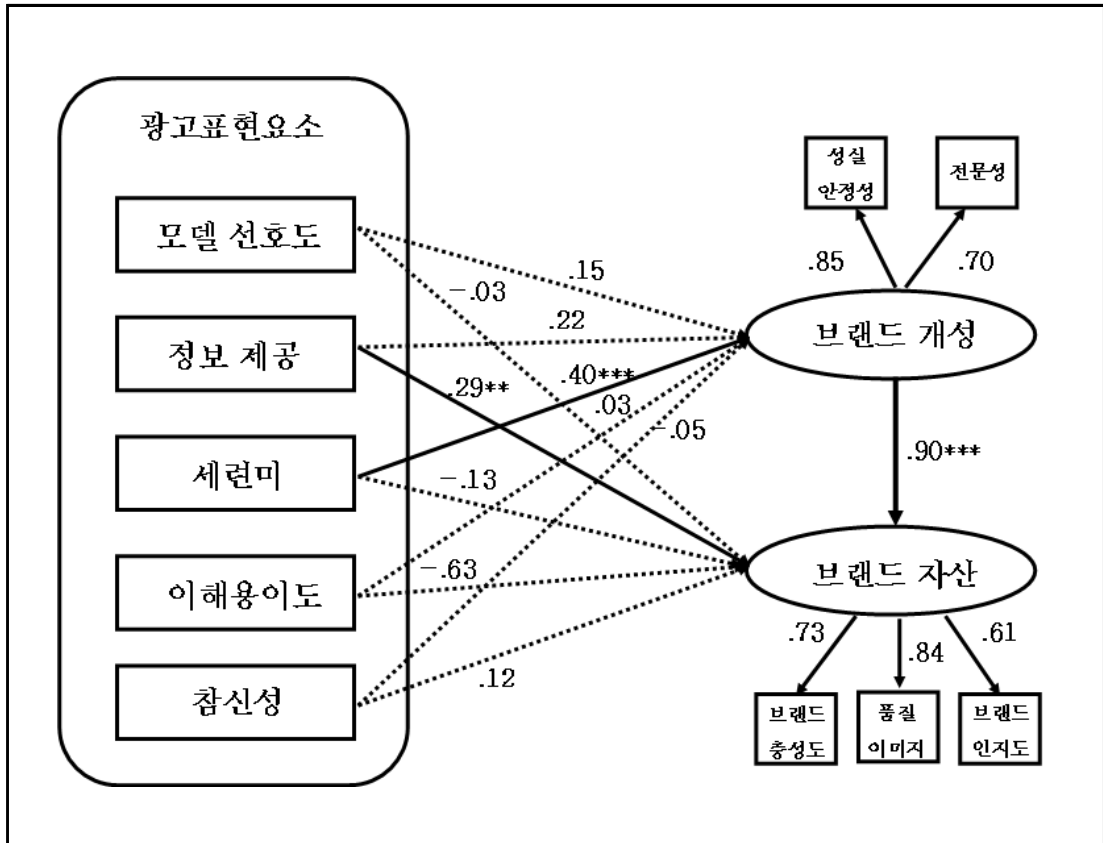 광고표현요소
모델 선호도
정보 제공
세련미
이해용이도
참신성
.15
-.03
.22
.29**
.40***
.03
-.05
-.13
-.63
.12
성실
안정성
전문성
.85
.70
브랜드 개성
.90***
브랜드 자산
.73
.84
.61
브랜드
충성도
품질
이미지
브랜드
인지도